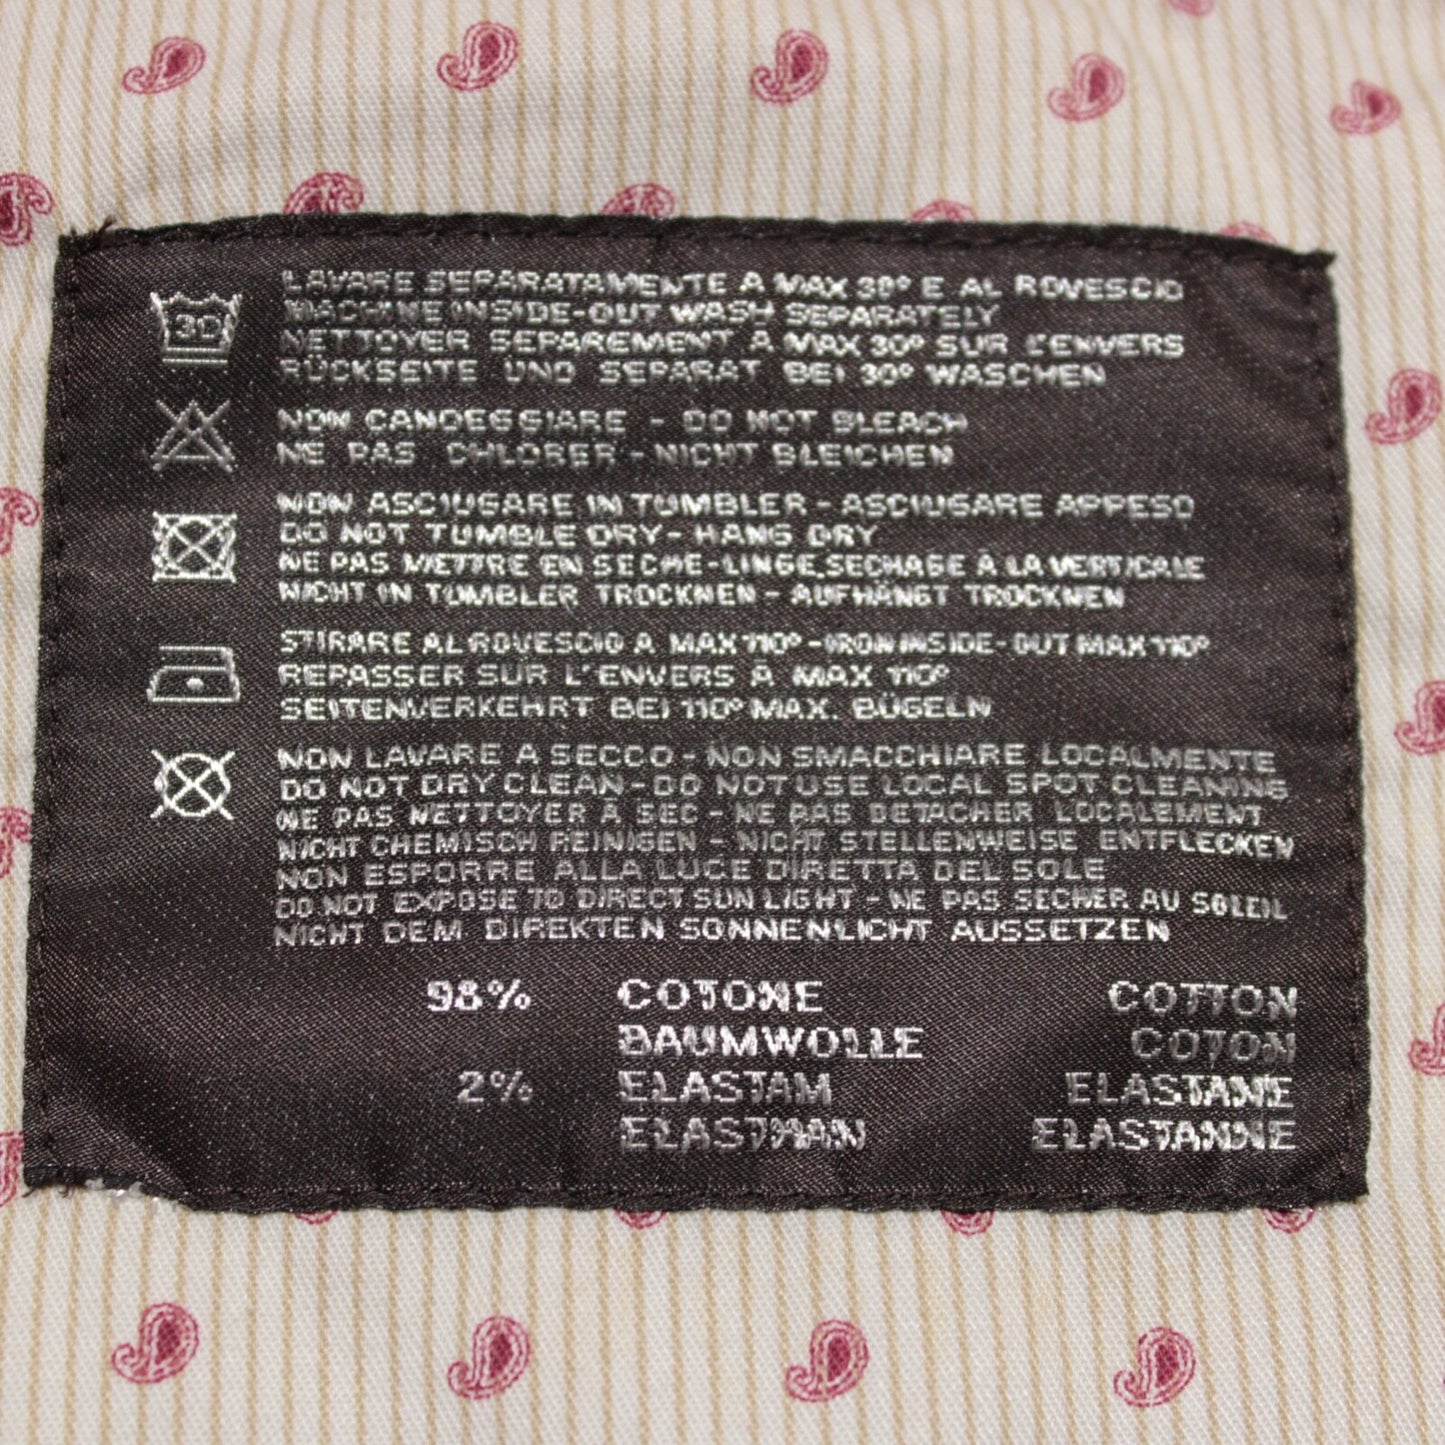 30
LAVARE SEPARATAMENTE A MAX 30° E AL ROVESCIO
MACHINE INSIDE-OUT WASH SEPARATELY
NETTOYER SEPAREMENT A MAX 30° SUR L'ENVERS
RÜCKSEITE UND SEPARAT BEI 30° WASCHEN
NON CANDEGGIARE - DO NOT BLEACH
NE PAS CHLORER - NICHT BLEICHEN
NON ASCIUGARE IN TUMBLER - ASCIUGARE APPESO
DO NOT TUMBLE DRY - HANG DRY
NE PAS METTRE EN SECHE-LINGE, SECHAGE À LA VERTICALE
NICHT IN TUMBLER TROCKNEN - AUFHÄNGT TROCKNEN
STIRARE AL ROVESCIO A MAX 110° - IRON INSIDE-OUT MAX 110°
REPASSER SUR L'ENVERS À MAX 110°
SEITENVERKEHRT BEI 110° MAX. BÜGELN
NON LAVARE A SECCO - NON SMACCHIARE LOCALMENTE
DO NOT DRY CLEAN - DO NOT USE LOCAL SPOT CLEANING
NE PAS NETTOYER À SEC - NE PAS DETACHER LOCALEMENT
NICHT CHEMISCH REINIGEN - NICHT STELLENWEISE ENTFLECKEN
NON ESPORRE ALLA LUCE DIRETTA DEL SOLE
DO NOT EXPOSE TO DIRECT SUN LIGHT - NE PAS SECHER AU SOLEIL
NICHT DEM DIREKTEN SONNENLICHT AUSSETZEN
98% COTONE COTTON
BAUMWOLLE COTON
2% ELASTAM ELASTANE
ELASTHAN ELASTANNE